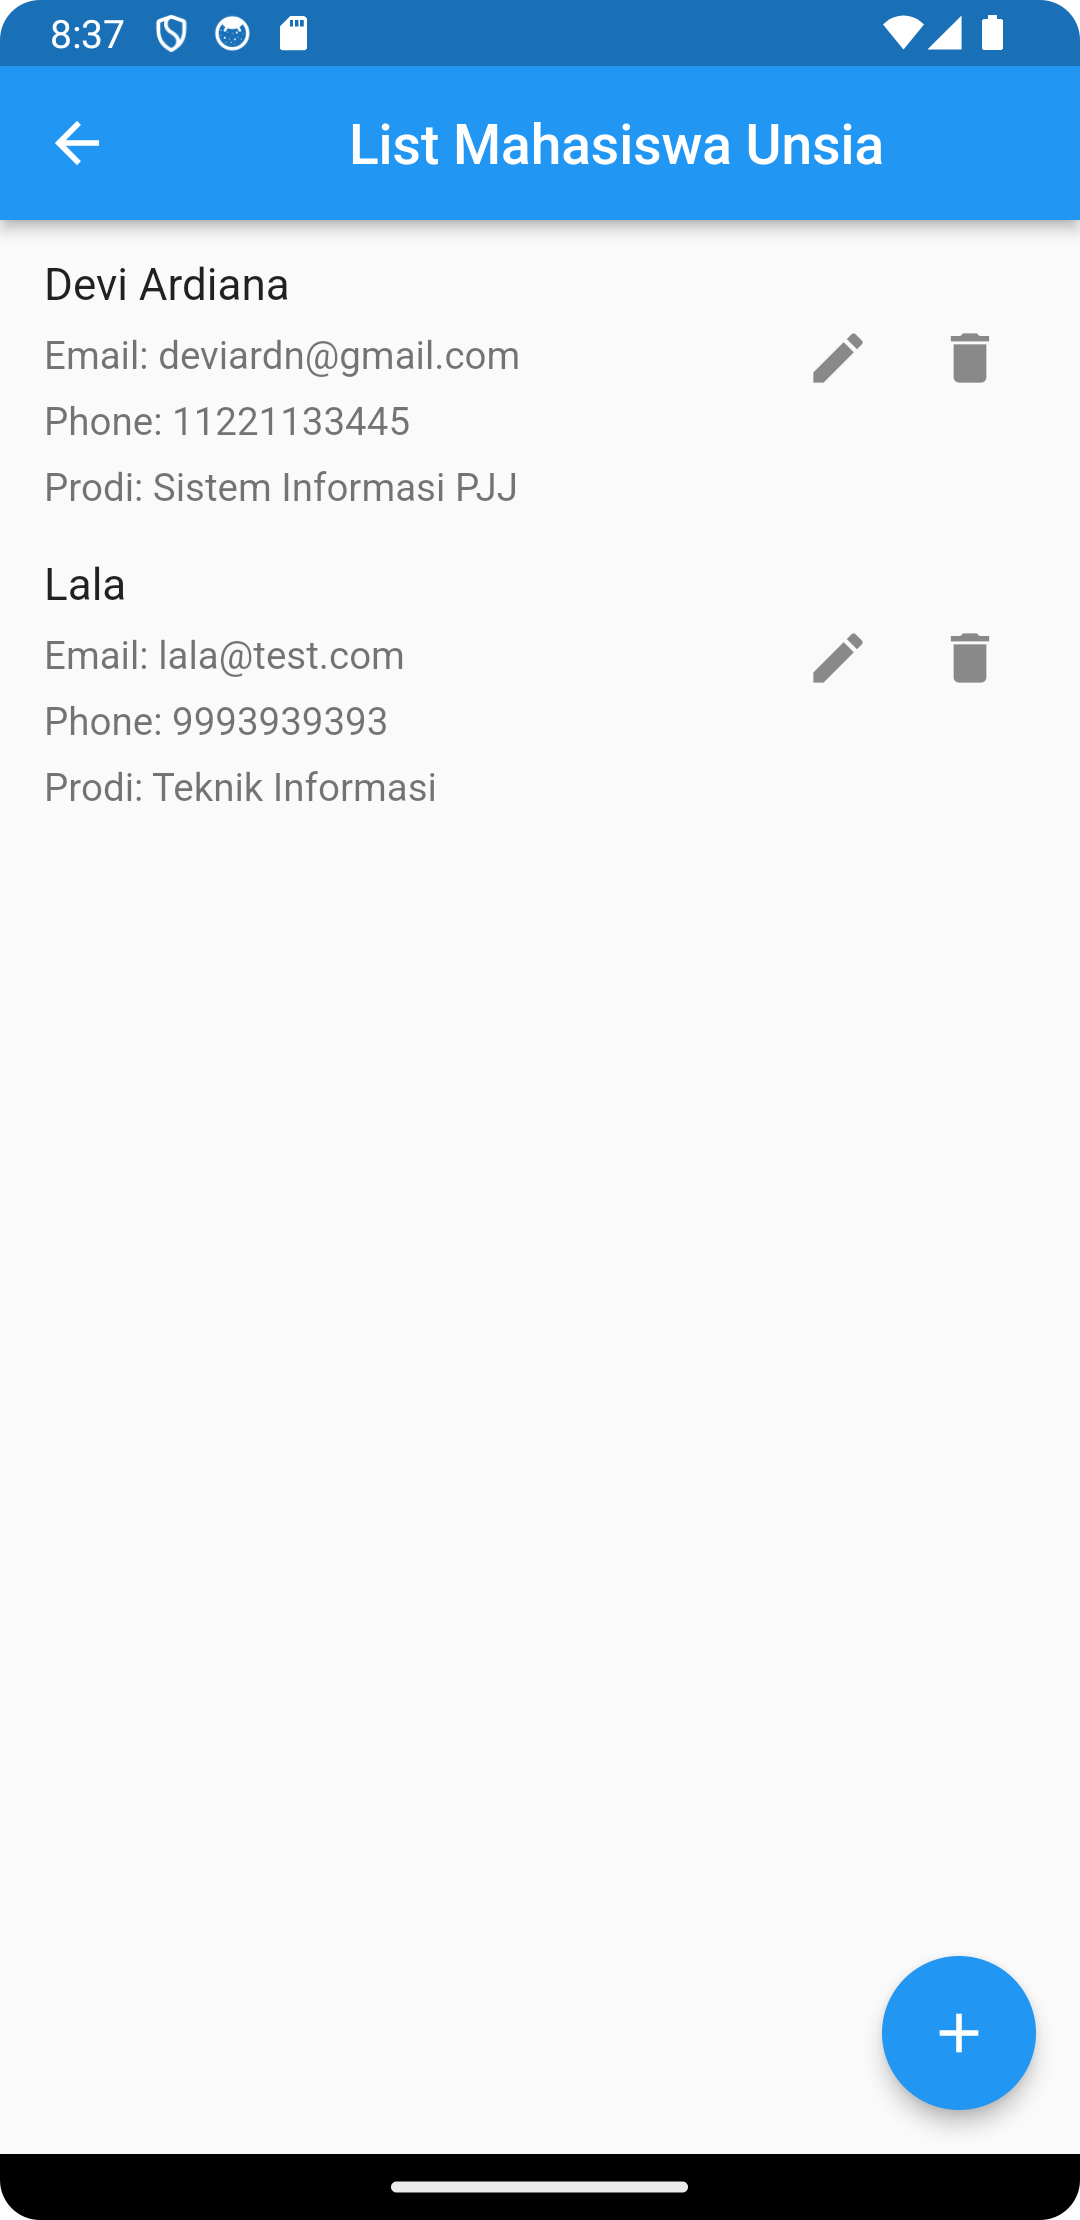 8:37
List Mahasiswa Unsia
Devi Ardiana
Email: deviardn@gmail.com
Phone: 11221133445
Prodi: Sistem Informasi PJJ
Lala
Email: lala@test.com
Phone: 9993939393
Prodi: Teknik Informasi